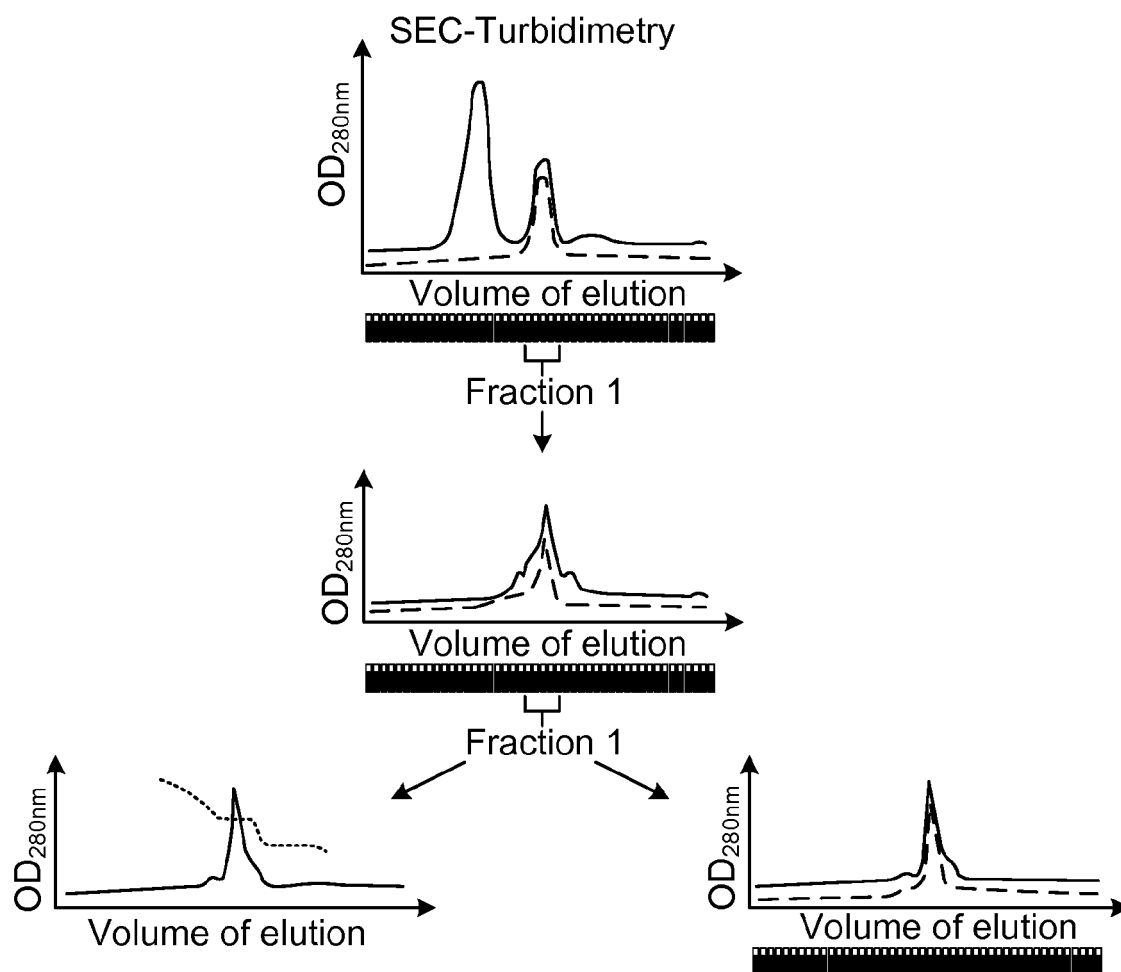 SEC-Turbidimetry
OD280nm
Volume of elution
Fraction 1
OD280nm
Volume of elution
Fraction 1
OD280nm
Volume of elution
OD280nm
Volume of elution